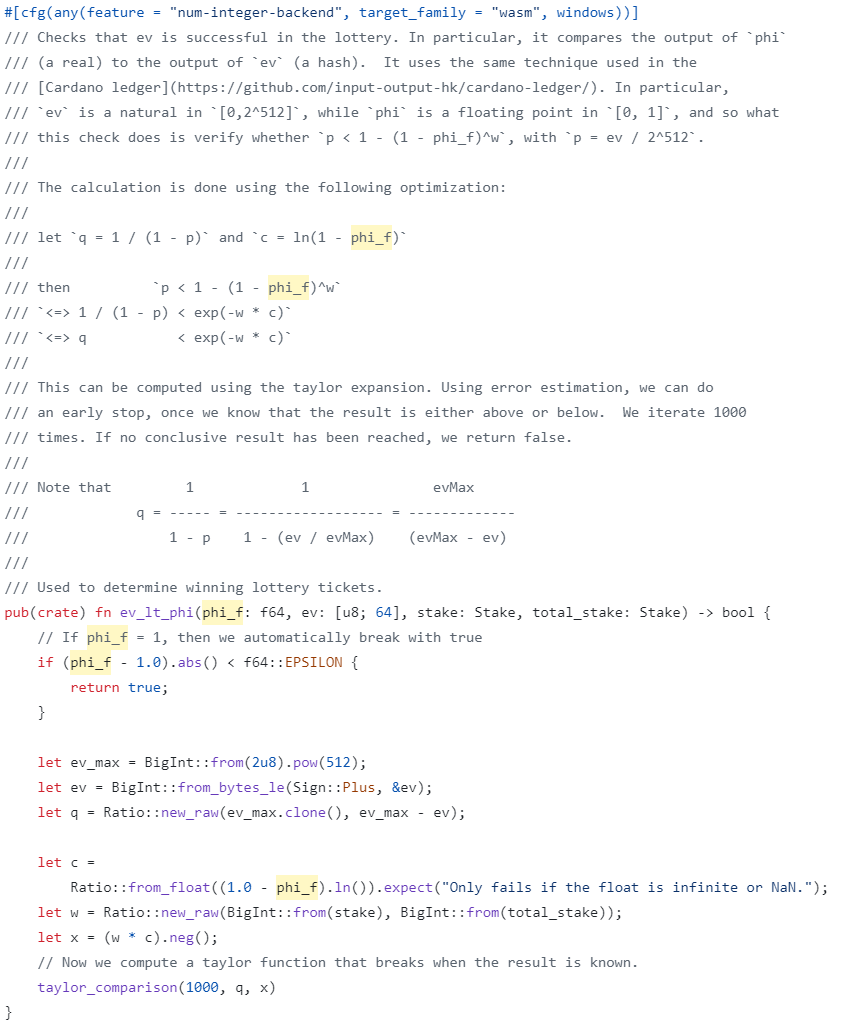 #[cfg(any(feature = "num-integer-backend", target_family = "wasm", windows))]
/// Checks that ev is successful in the lottery. In particular, it compares the output of `phi`
/// (a real) to the output of `ev` (a hash).  It uses the same technique used in the
/// [Cardano ledger](https://github.com/input-output-hk/cardano-ledger/). In particular,
/// `ev` is a natural in `[0,2^512]`, while `phi` is a floating point in `[0, 1]`, and so what
/// this check does is verify whether `p < 1 - (1 - phi_f)^w`, with `p = ev / 2^512`.
///
/// The calculation is done using the following optimization:
///
/// let `q = 1 / (1 - p)` and `c = ln(1 - phi_f)`
///
/// then          `p < 1 - (1 - phi_f)^w`
/// `<=> 1 / (1 - p) < exp(-w * c)`
/// `<=> q           < exp(-w * c)`
///
/// This can be computed using the taylor expansion. Using error estimation, we can do
/// an early stop, once we know that the result is either above or below.  We iterate 1000
/// times. If no conclusive result has been reached, we return false.
///
/// Note that         1             1               evMax
///             q = ----- = ------------------ = -------------
///                 1 - p    1 - (ev / evMax)    (evMax - ev)
///
/// Used to determine winning lottery tickets.
pub(crate) fn ev_lt_phi(phi_f: f64, ev: [u8; 64], stake: Stake, total_stake: Stake) -> bool {
    // If phi_f = 1, then we automatically break with true
    if (phi_f - 1.0).abs() < f64::EPSILON {
        return true;
    }

    let ev_max = BigInt::from(2u8).pow(512);
    let ev = BigInt::from_bytes_le(Sign::Plus, &ev);
    let q = Ratio::new_raw(ev_max.clone(), ev_max - ev);

    let c =
        Ratio::from_float((1.0 - phi_f).ln()).expect("Only fails if the float is infinite or NaN.");
    let w = Ratio::new_raw(BigInt::from(stake), BigInt::from(total_stake));
    let x = (w * c).neg();
    // Now we compute a taylor function that breaks when the result is known.
    taylor_comparison(1000, q, x)
}